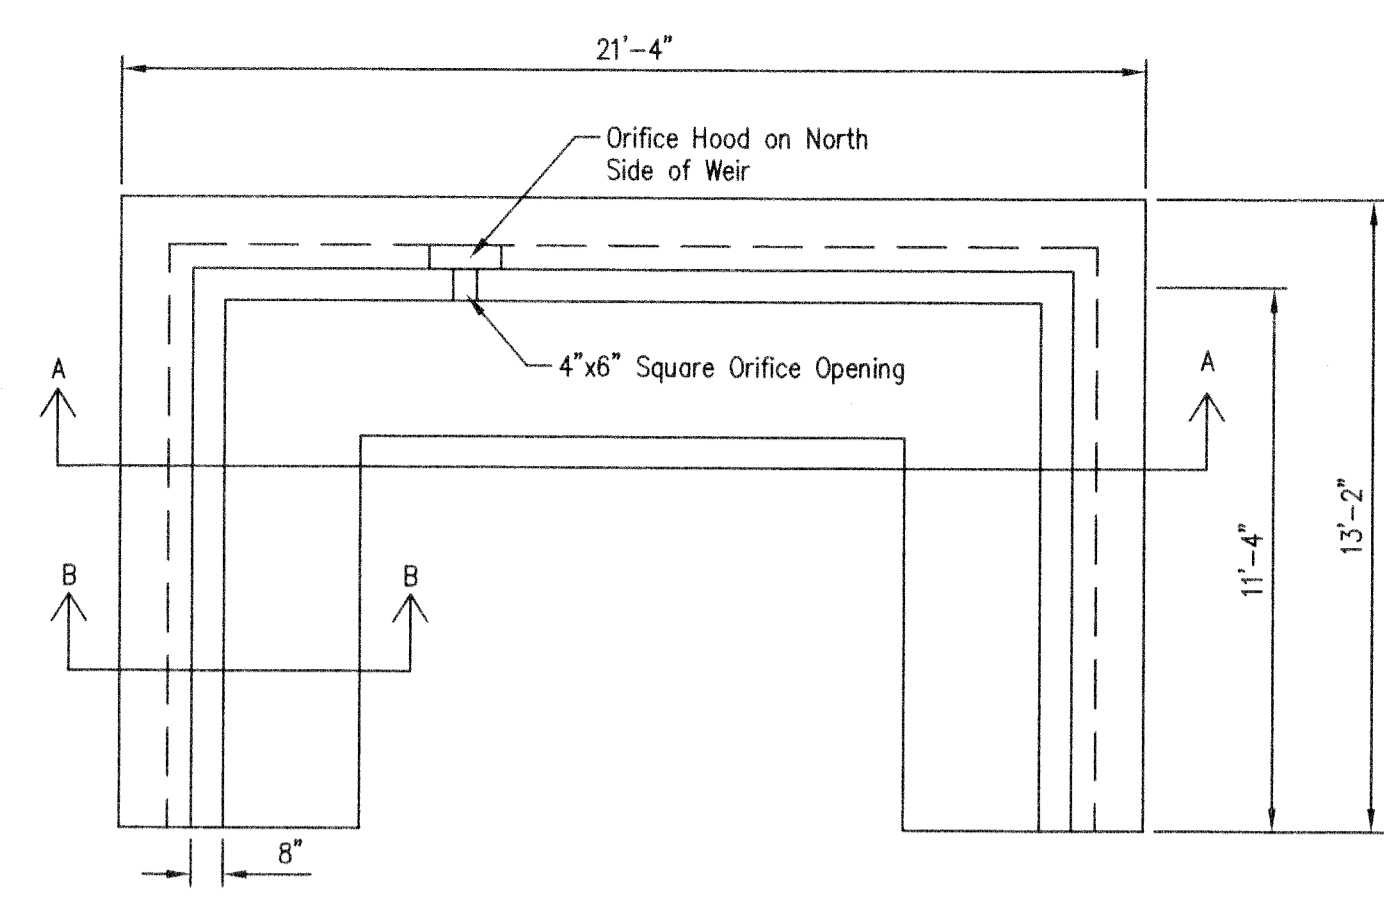 21'-4"
Orifice Hood on North
Side of Weir
4"x6" Square Orifice Opening
A
A
11'-4"
13'-2"
B
B
8"